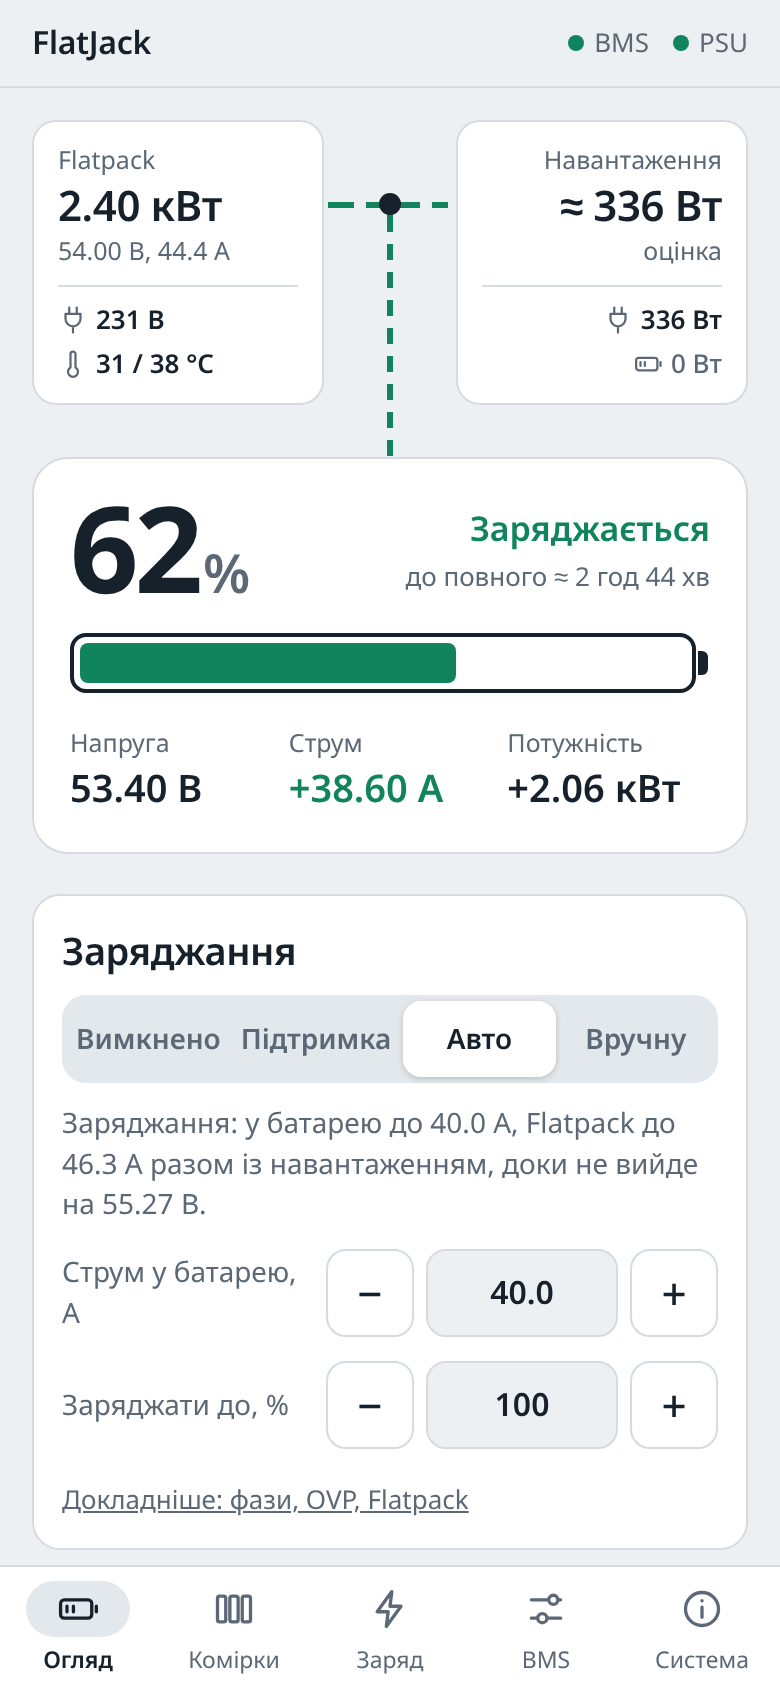 FlatJack
BMS
PSU
Flatpack
2.40 кВт
54.00 В, 44.4 А
231 В
31 / 38 °C
Навантаження
≈ 336 Вт
оцінка
336 Вт
0 Вт
62%
Заряджається
до повного ≈ 2 год 44 хв
Напруга
53.40 В
Струм
+38.60 А
Потужність
+2.06 кВт
Заряджання
Вимкнено
Підтримка
Авто
Вручну
Заряджання: у батарею до 40.0 А, Flatpack до
46.3 А разом із навантаженням, доки не вийде
на 55.27 В.
Струм у батарею,
А
−
40.0
+
Заряджати до, %
−
100
+
Докладніше: фази, OVP, Flatpack
Огляд
Комірки
Заряд
BMS
Система